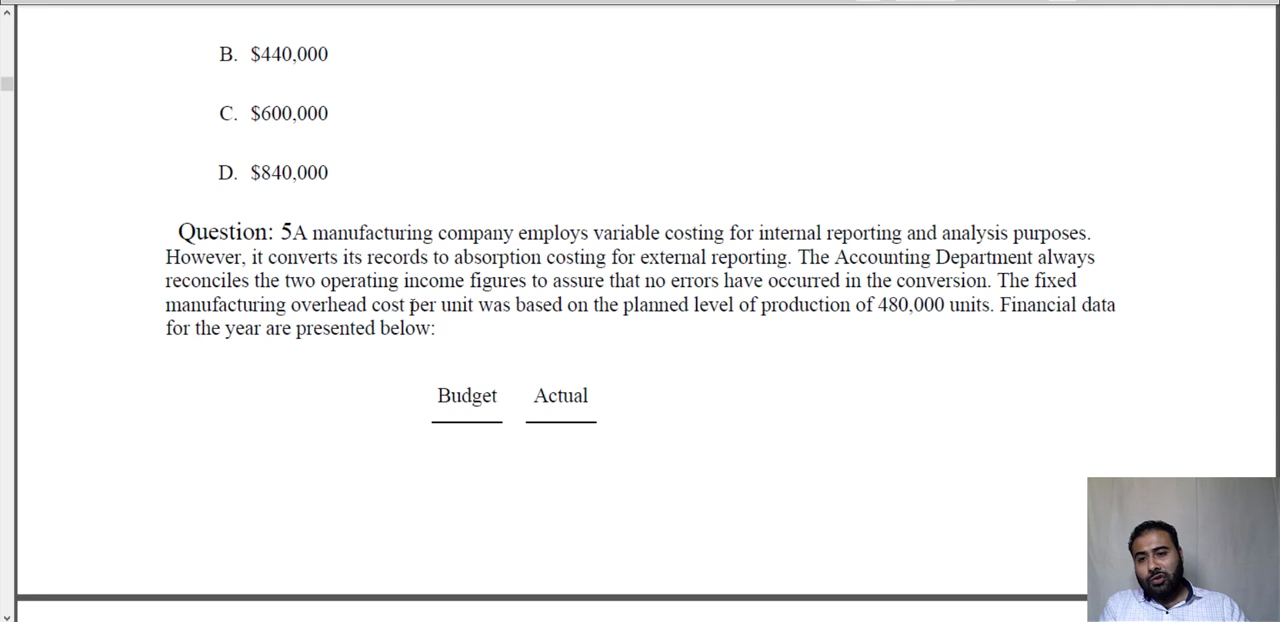 B. $440,000
C. $600,000
D. $840,000
Question: 5A manufacturing company employs variable costing for internal reporting and analysis purposes.
However, it converts its records to absorption costing for external reporting. The Accounting Department always
reconciles the two operating income figures to assure that no errors have occurred in the conversion. The fixed
manufacturing overhead cost per unit was based on the planned level of production of 480,000 units. Financial data
for the year are presented below:
Budget Actual